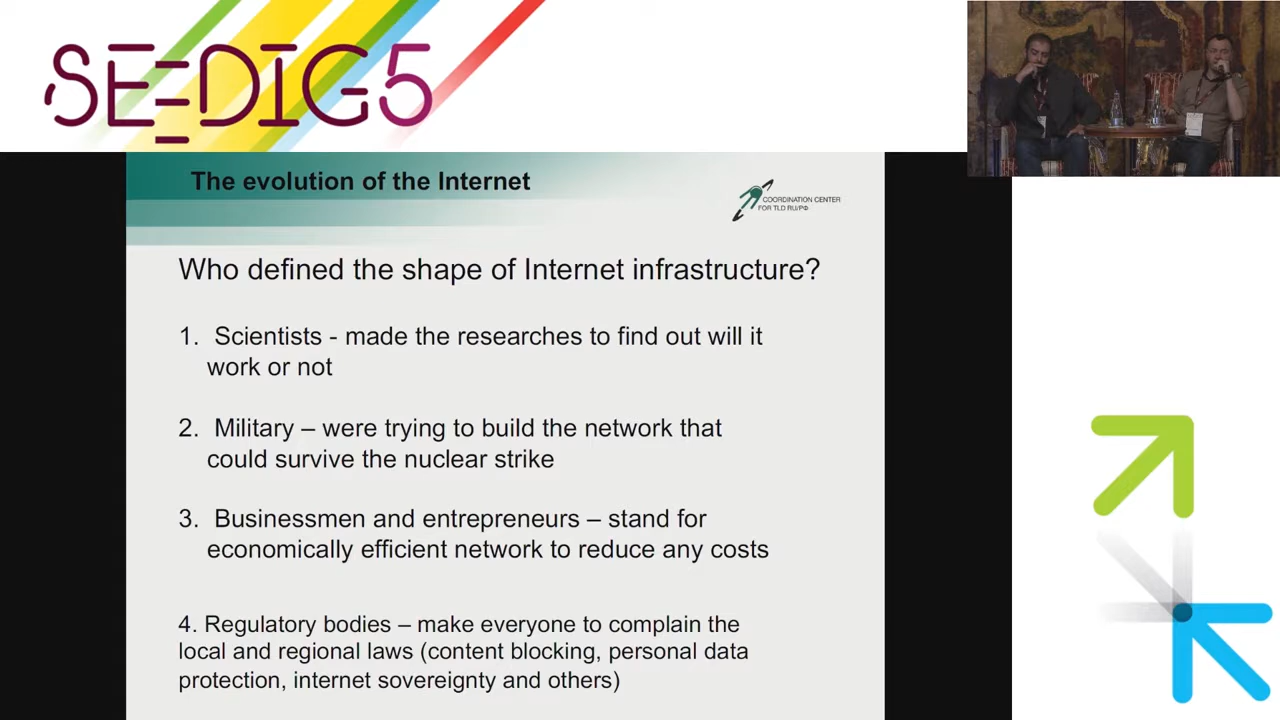 SEEDIG5
The evolution of the Internet
COORDINATION CENTER
FOR TLD RU/РФ
Who defined the shape of Internet infrastructure?
1. Scientists - made the researches to find out will it
work or not
2. Military – were trying to build the network that
could survive the nuclear strike
3. Businessmen and entrepreneurs – stand for
economically efficient network to reduce any costs
4. Regulatory bodies – make everyone to complain the
local and regional laws (content blocking, personal data
protection, internet sovereignty and others)